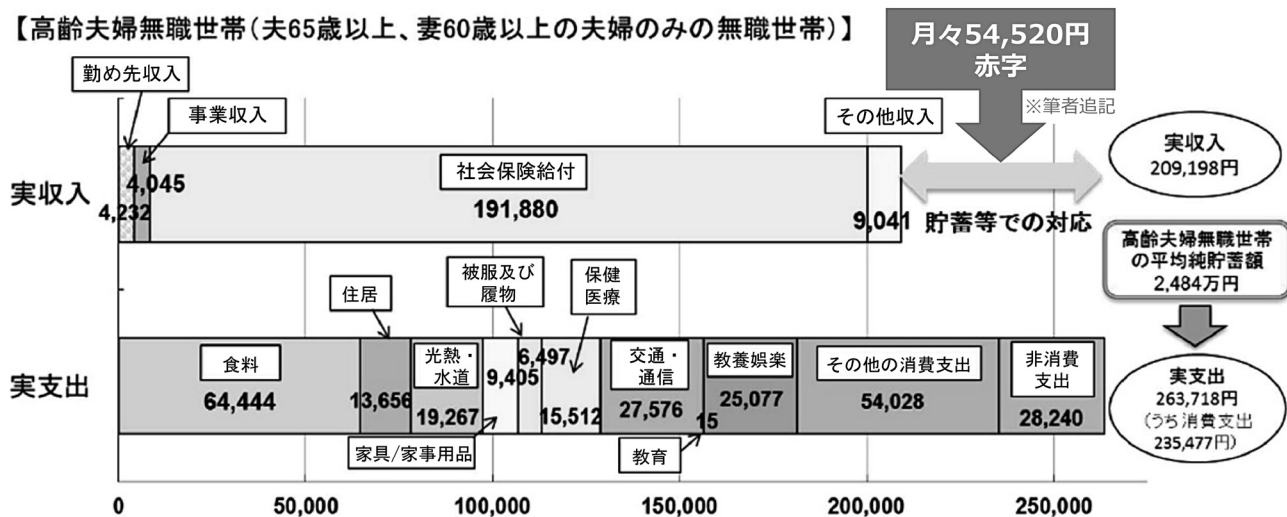 【高齢夫婦無職世帯(夫65歳以上、妻60歳以上の夫婦のみの無職世帯)】
月々54,520円
赤字
※筆者追記
勤め先収入
事業収入
その他収入
実収入
4,232
4,045
社会保険給付
191,880
9,041
貯蓄等での対応
実収入
209,198円
高齢夫婦無職世帯
の平均純貯蓄額
2,484万円
住居
被服及び
履物
保健
医療
実支出
食料
64,444
13,656
光熱・
水道
19,267
9,405
6,497
15,512
交通・
通信
27,576
15
教養娯楽
25,077
その他の消費支出
54,028
非消費
支出
28,240
家具/家事用品
教育
実支出
263,718円
(うち消費支出
235,477円)
0
50,000
100,000
150,000
200,000
250,000